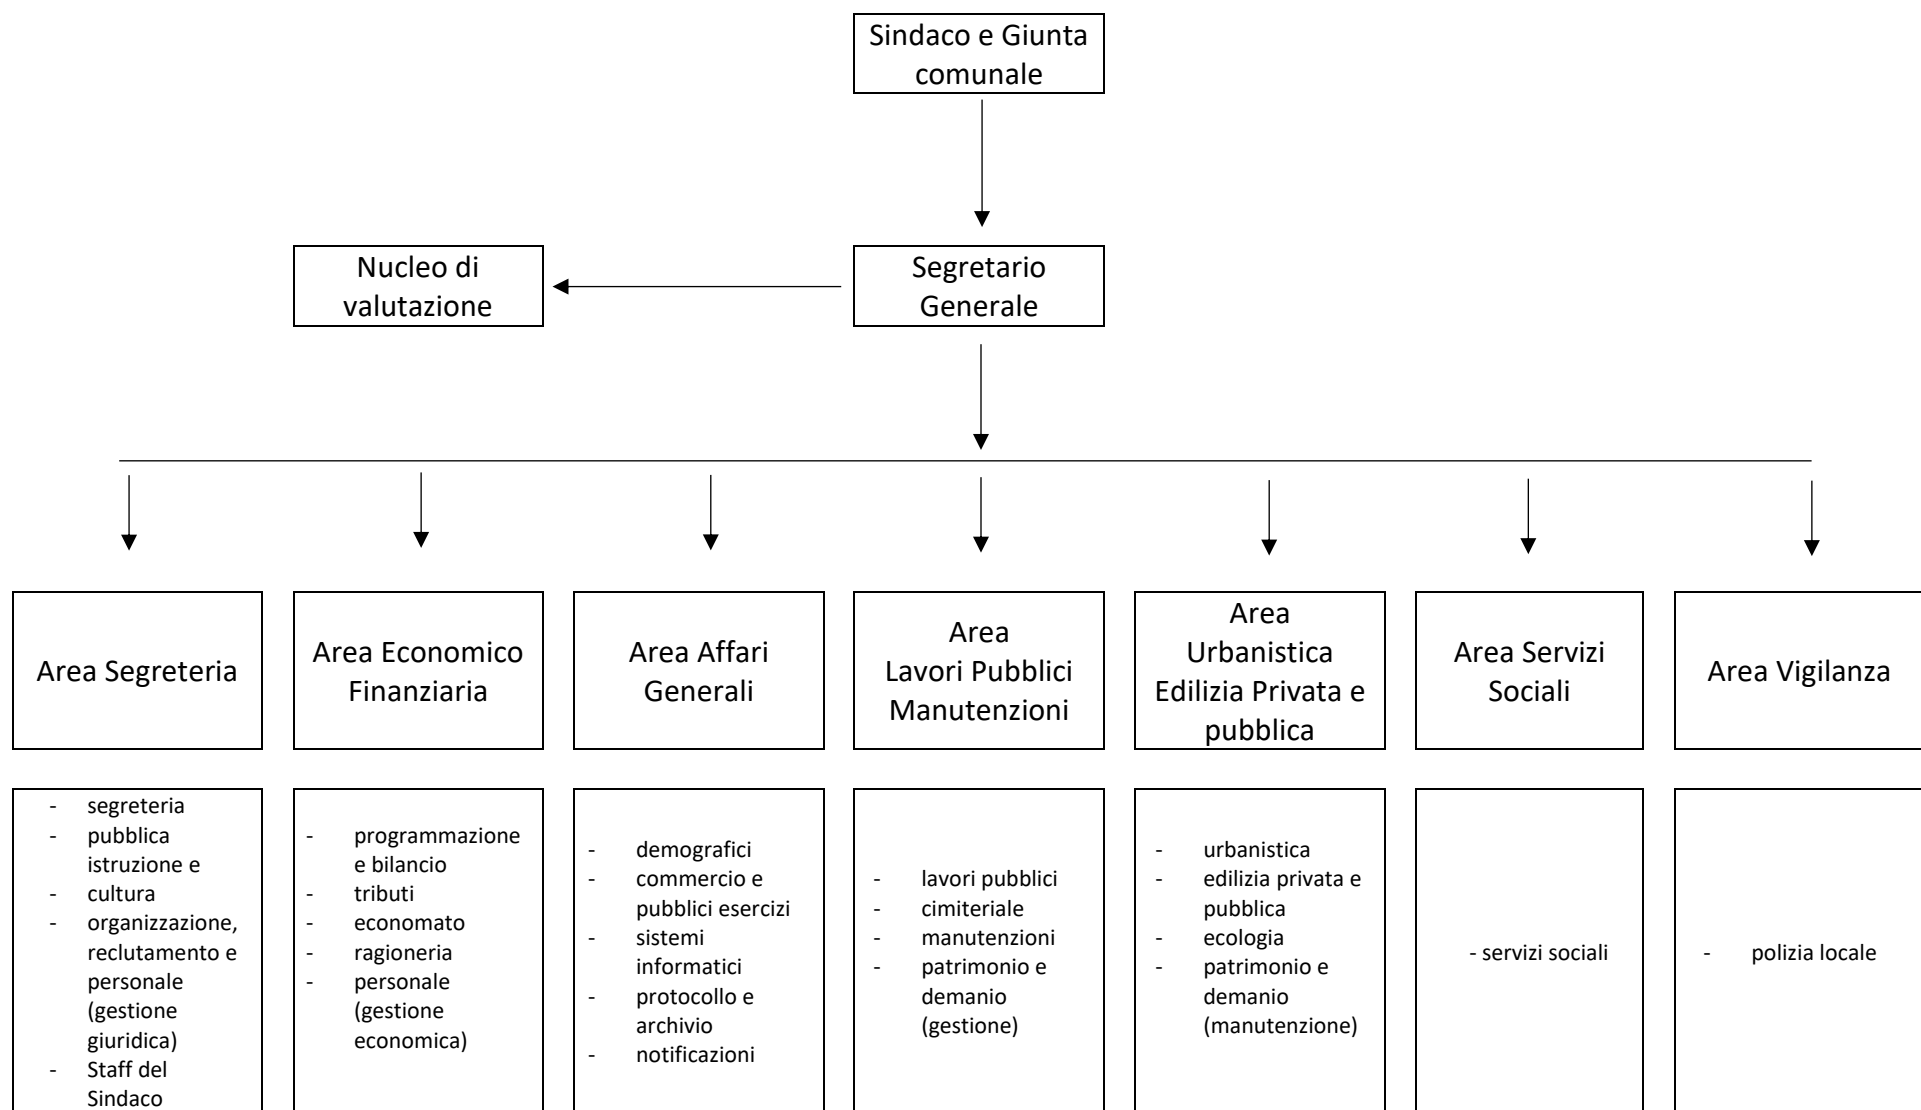 Sindaco e Giunta
comunale
Nucleo di
valutazione
Segretario
Generale
Area Segreteria
Area Economico
Finanziaria
Area Affari
Generali
Area
Lavori Pubblici
Manutenzioni
Area
Urbanistica
Edilizia Privata e
pubblica
Area Servizi
Sociali
Area Vigilanza
- segreteria
- pubblica
istruzione e
- cultura
- organizzazione,
reclutamento e
personale
(gestione
giuridica)
- Staff del
Sindaco
- programmazione
e bilancio
- tributi
- economato
- ragioneria
- personale
(gestione
economica)
- demografici
- commercio e
pubblici esercizi
- sistemi
informatici
- protocollo e
archivio
- notificazioni
- lavori pubblici
- cimiteriale
- manutenzioni
- patrimonio e
demanio
(gestione)
- urbanistica
- edilizia privata e
pubblica
- ecologia
- patrimonio e
demanio
(manutenzione)
- servizi sociali
- polizia locale